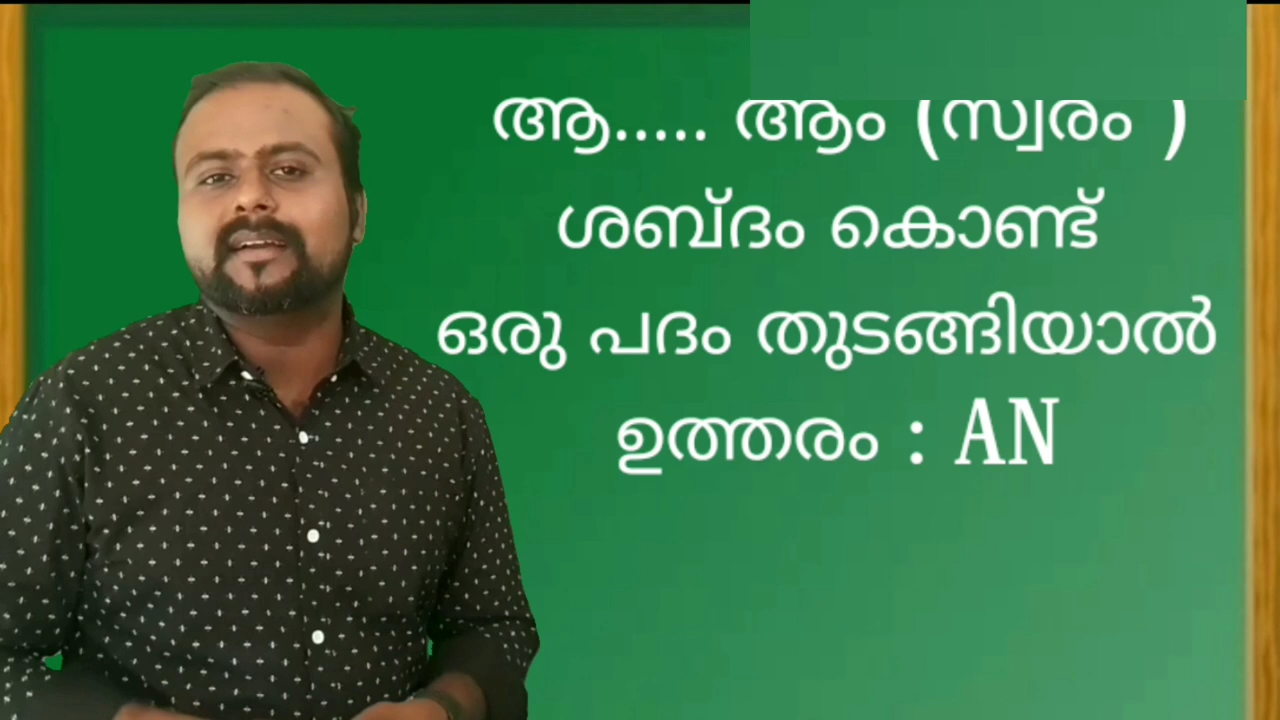 ആ..... ആം (സ്വരം )
ശബ്ദം കൊണ്ട്
ഒരു പദം തുടങ്ങിയാൽ
ഉത്തരം : AN